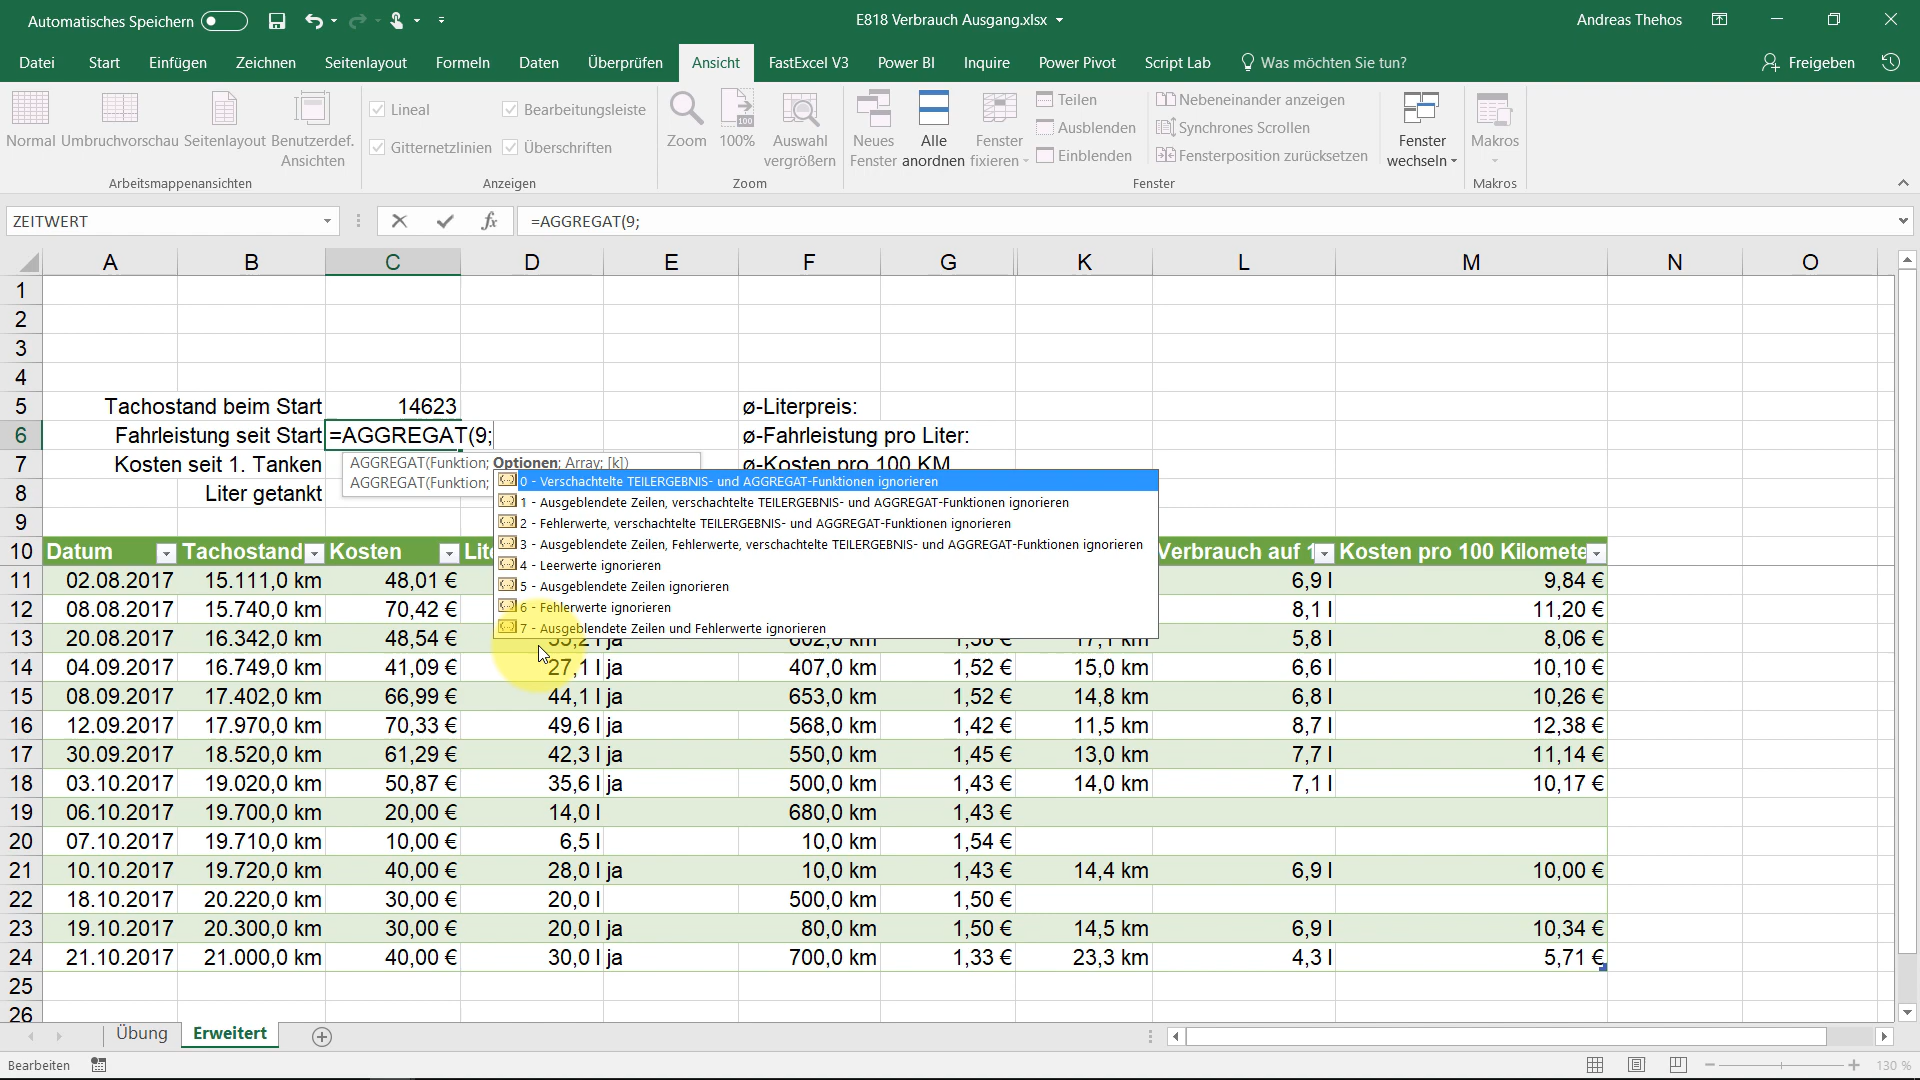 Automatisches Speichern
E818 Verbrauch Ausgang.xlsx
Andreas Thehos
Datei Start Einfügen Zeichnen Seitenlayout Formeln Daten Überprüfen Ansicht FastExcel V3 Power BI Inquire Power Pivot Script Lab Was möchten Sie tun? Freigeben
Normal Umbruchvorschau Seitenlayout Benutzerdef. Ansichten
Arbeitsmappenansichten
Lineal Bearbeitungsleiste
Gitternetzlinien Überschriften
Anzeigen
Zoom 100% Auswahl vergrößern
Zoom
Neues Fenster Alle anordnen Fenster fixieren
Teilen
Ausblenden
Einblenden
Nebeneinander anzeigen
Synchrones Scrollen
Fensterposition zurücksetzen
Fenster wechseln
Fenster
Makros
Makros
ZEITWERT fx =AGGREGAT(9;
A B C D E F G K L M N O
1
2
3
4
5 Tachostand beim Start 14623 ø-Literpreis:
6 Fahrleistung seit Start =AGGREGAT(9; ø-Fahrleistung pro Liter:
7 Kosten seit 1. Tanken AGGREGAT(Funktion; Optionen; Array; [k]) ø-Kosten pro 100 KM
8 Liter getankt AGGREGAT(Funktion;
0 - Verschachtelte TEILERGEBNIS- und AGGREGAT-Funktionen ignorieren
1 - Ausgeblendete Zeilen, verschachtelte TEILERGEBNIS- und AGGREGAT-Funktionen ignorieren
2 - Fehlerwerte, verschachtelte TEILERGEBNIS- und AGGREGAT-Funktionen ignorieren
3 - Ausgeblendete Zeilen, Fehlerwerte, verschachtelte TEILERGEBNIS- und AGGREGAT-Funktionen ignorieren
4 - Leerwerte ignorieren
5 - Ausgeblendete Zeilen ignorieren
6 - Fehlerwerte ignorieren
7 - Ausgeblendete Zeilen und Fehlerwerte ignorieren
9
10 Datum Tachostand Kosten Lit Verbrauch auf 1 Kosten pro 100 Kilomete
11 02.08.2017 15.111,0 km 48,01 € 6,9 l 9,84 €
12 08.08.2017 15.740,0 km 70,42 € 8,1 l 11,20 €
13 20.08.2017 16.342,0 km 48,54 € 35,2 l ja 602,0 km 1,38 € 17,1 km 5,8 l 8,06 €
14 04.09.2017 16.749,0 km 41,09 € 27,1 l ja 407,0 km 1,52 € 15,0 km 6,6 l 10,10 €
15 08.09.2017 17.402,0 km 66,99 € 44,1 l ja 653,0 km 1,52 € 14,8 km 6,8 l 10,26 €
16 12.09.2017 17.970,0 km 70,33 € 49,6 l ja 568,0 km 1,42 € 11,5 km 8,7 l 12,38 €
17 30.09.2017 18.520,0 km 61,29 € 42,3 l ja 550,0 km 1,45 € 13,0 km 7,7 l 11,14 €
18 03.10.2017 19.020,0 km 50,87 € 35,6 l ja 500,0 km 1,43 € 14,0 km 7,1 l 10,17 €
19 06.10.2017 19.700,0 km 20,00 € 14,0 l 680,0 km 1,43 €
20 07.10.2017 19.710,0 km 10,00 € 6,5 l 10,0 km 1,54 €
21 10.10.2017 19.720,0 km 40,00 € 28,0 l ja 10,0 km 1,43 € 14,4 km 6,9 l 10,00 €
22 18.10.2017 20.220,0 km 30,00 € 20,0 l 500,0 km 1,50 €
23 19.10.2017 20.300,0 km 30,00 € 20,0 l ja 80,0 km 1,50 € 14,5 km 6,9 l 10,34 €
24 21.10.2017 21.000,0 km 40,00 € 30,0 l ja 700,0 km 1,33 € 23,3 km 4,3 l 5,71 €
25
26
Übung Erweitert
Bearbeiten
130 %